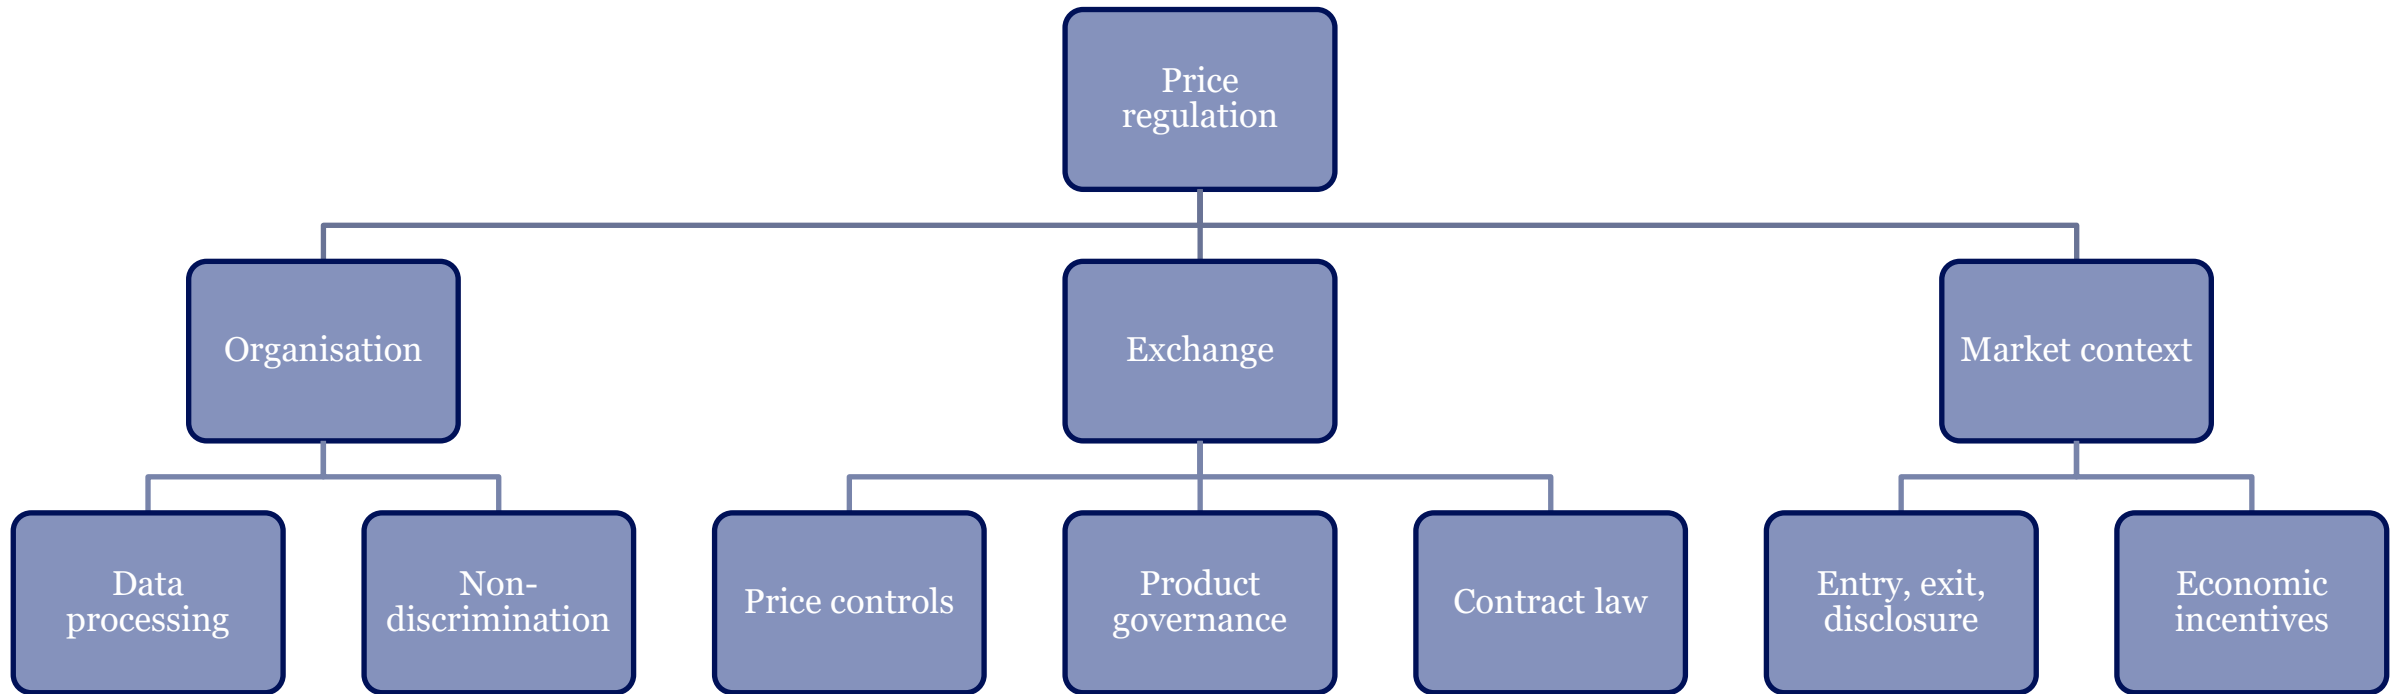 Price
regulation
Organisation
Exchange
Market context
Data
processing
Non-
discrimination
Price controls
Product
governance
Contract law
Entry, exit,
disclosure
Economic
incentives